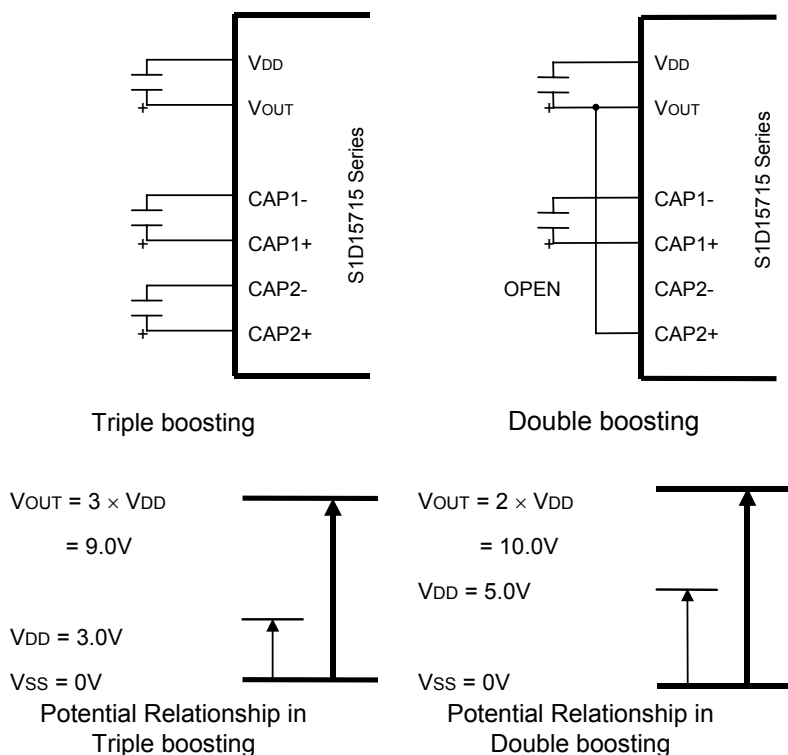 VDD
VOUT
CAP1-
CAP1+
CAP2-
CAP2+
S1D15715 Series
+
+
+
Triple boosting
VDD
VOUT
CAP1-
CAP1+
CAP2-
CAP2+
S1D15715 Series
+
+
OPEN
Double boosting
VOUT = 3 × VDD
= 9.0V
VDD = 3.0V
VSS = 0V
Potential Relationship in
Triple boosting
VOUT = 2 × VDD
= 10.0V
VDD = 5.0V
VSS = 0V
Potential Relationship in
Double boosting